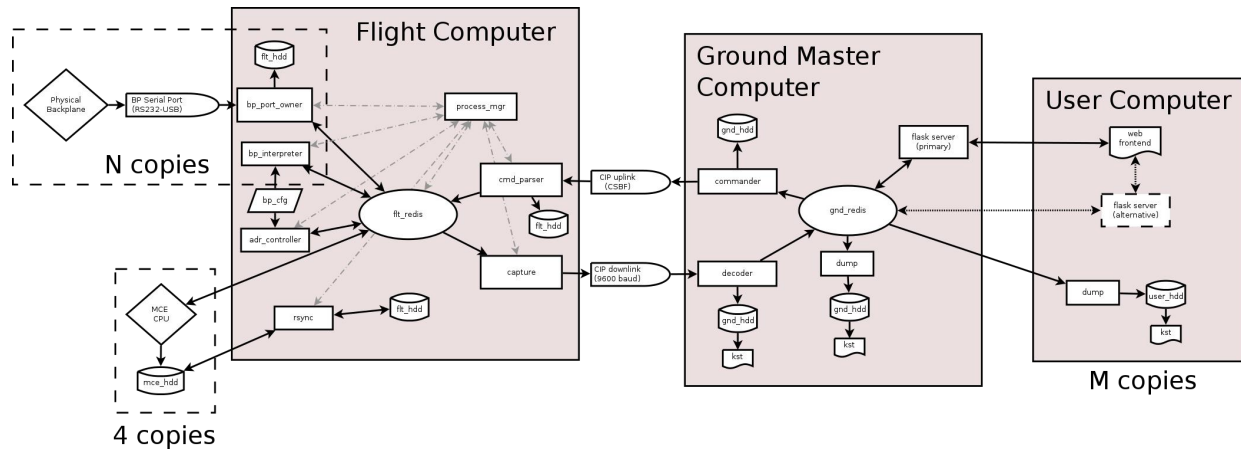 Flight Computer
flt_hdd
Physical
Backplane
BP Serial Port
(RS232-USB)
bp_port_owner
process_mgr
N copies
bp_interpreter
bp_cfg
adr_controller
flt_redis
cmd_parser
flt_hdd
capture
MCE
CPU
mce_hdd
4 copies
rsync
flt_hdd
CIP uplink
(CSBF)
CIP downlink
(9600 baud)
Ground Master
Computer
gnd_hdd
commander
flask server
(primary)
gnd_redis
decoder
gnd_hdd
kst
dump
gnd_hdd
kst
User Computer
web
frontend
flask server
(alternative)
dump
user_hdd
kst
M copies